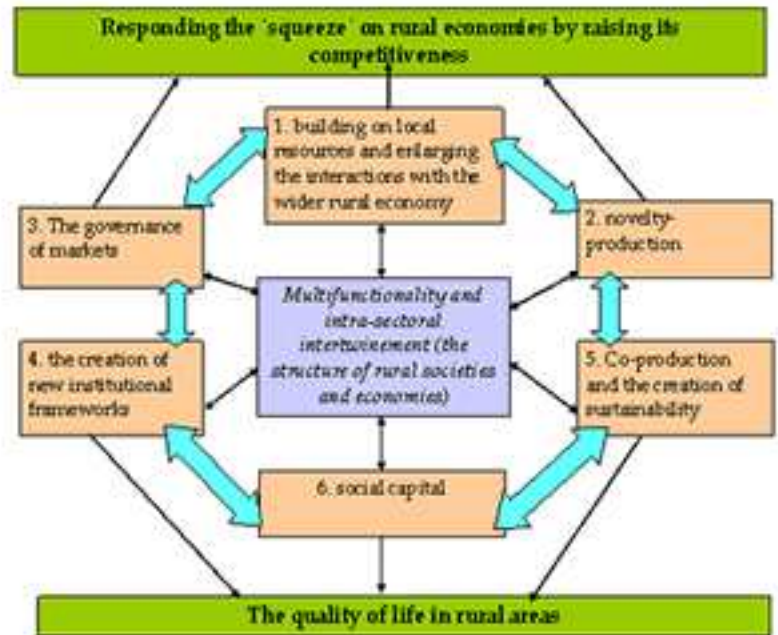 Responding the 'squeeze' on rural economies by raising its
competitiveness
1. building on local
resources and enlarging
the interactions with the
wider rural economy
3. The governance
of markets
2. novelty-
production
Multifunctionality and
intra-sectoral
intertwinement (the
structure of rural societies
and economies)
4. the creation of
new institutional
frameworks
5. Co-production
and the creation of
sustainability
6. social capital
The quality of life in rural areas